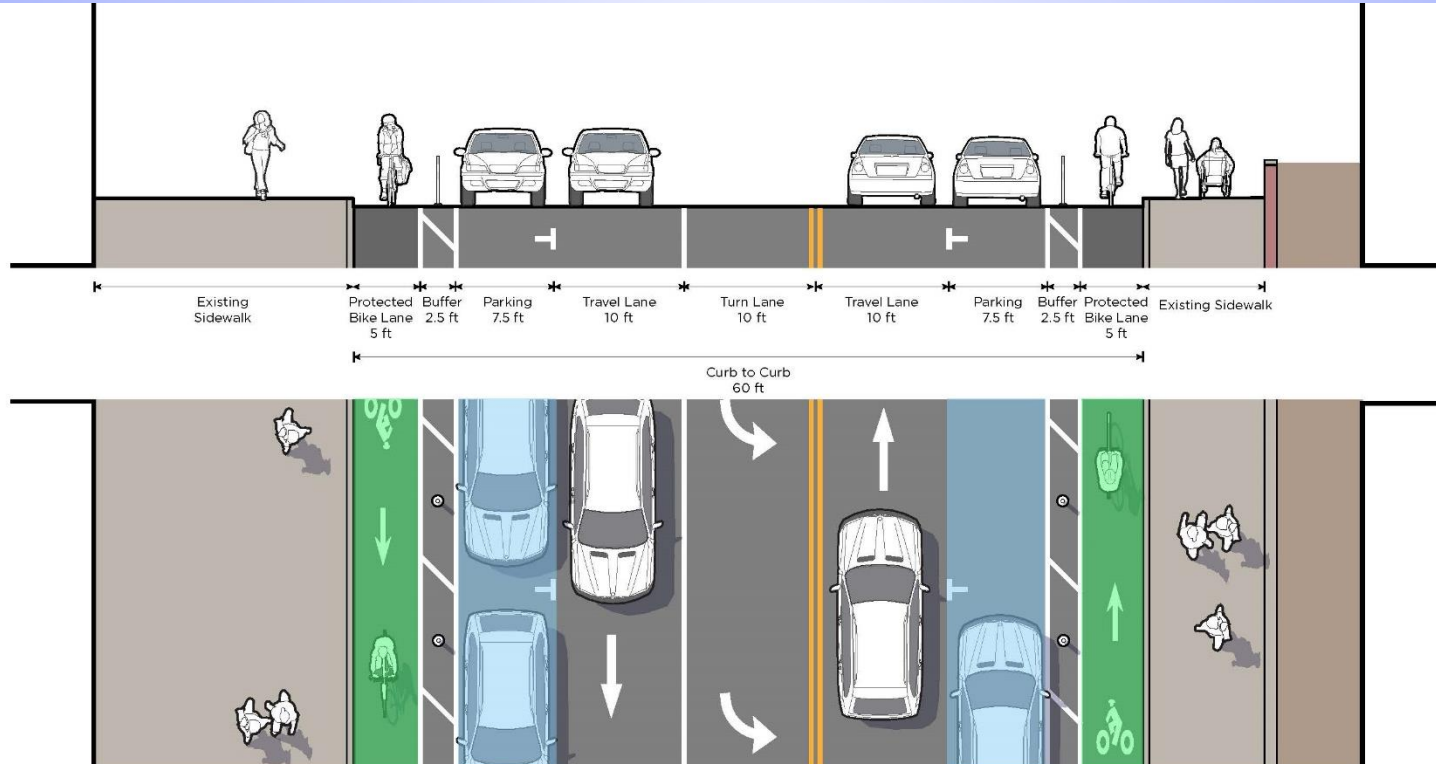 Existing
Sidewalk
Protected
Bike Lane
5 ft
Buffer
2.5 ft
Parking
7.5 ft
Travel Lane
10 ft
Turn Lane
10 ft
Travel Lane
10 ft
Parking
7.5 ft
Buffer
2.5 ft
Protected
Bike Lane
5 ft
Existing Sidewalk
Curb to Curb
60 ft